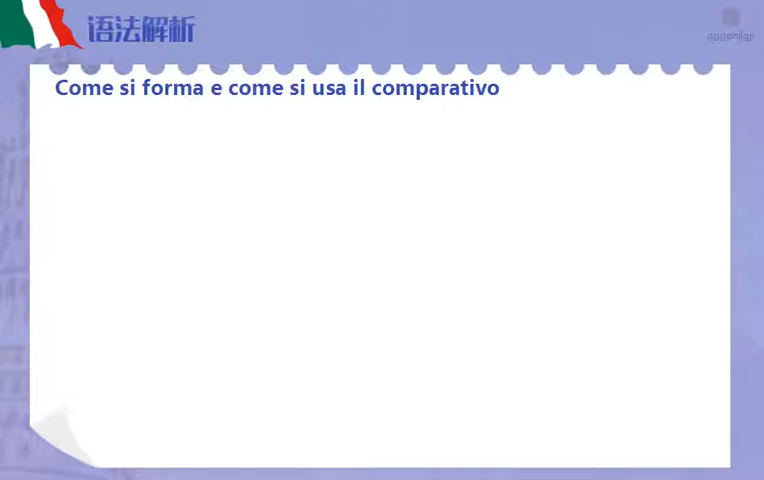 语法解析
Come si forma e come si usa il comparativo